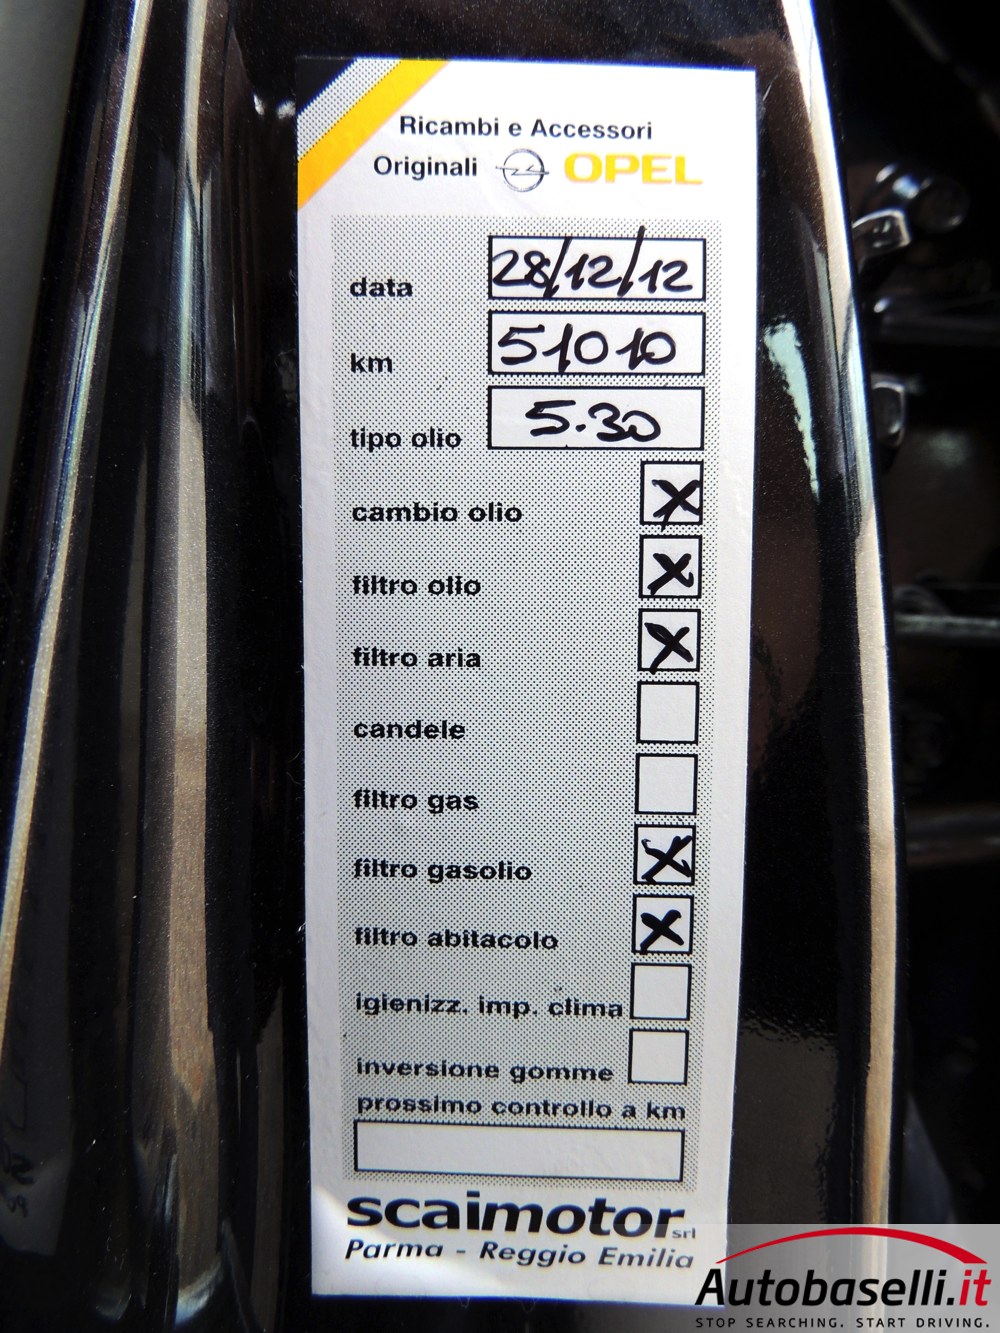 Ricambi e Accessori
Originali OPEL
data 28/12/12
km 51010
tipo olio 5.30
cambio olio X
filtro olio X
filtro aria X
candele
filtro gas
filtro gasolio X
filtro abitacolo X
igienizz. imp. clima
inversione gomme
prossimo controllo a km
scaimotor srl
Parma - Reggio Emilia
Autobaselli.it
STOP SEARCHING. START DRIVING.